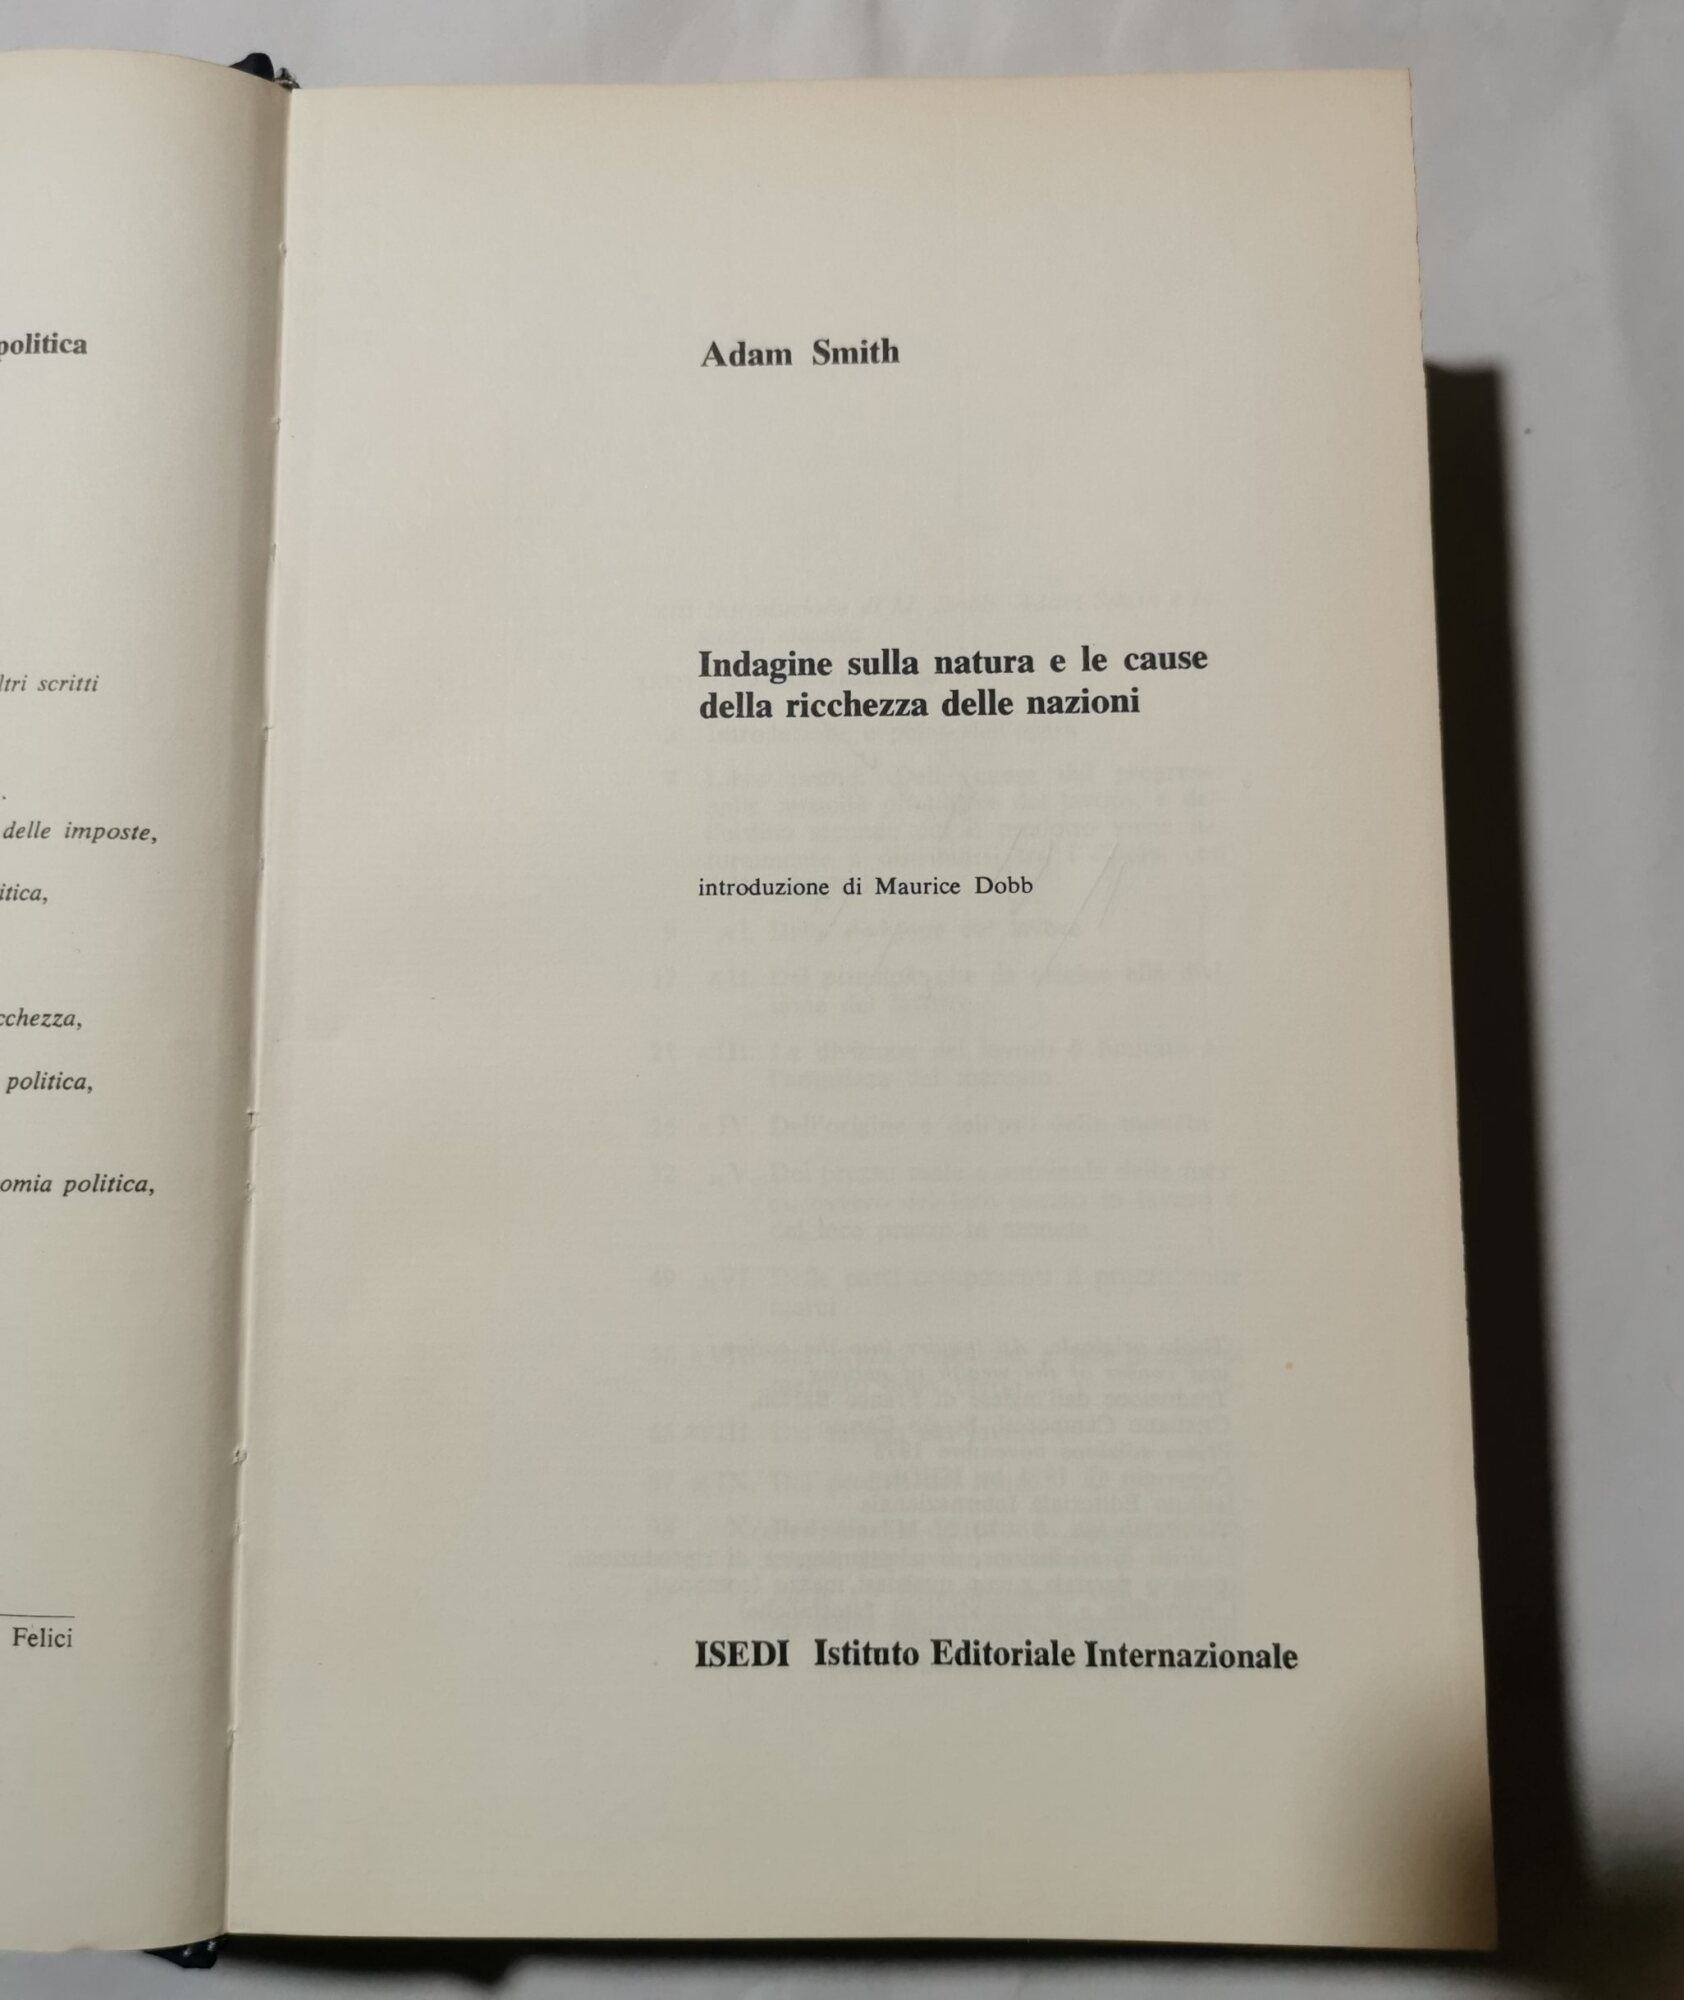 politica
ltri scritti
delle imposte,
itica,
cchezza,
politica,
omia politica,
Felici
Adam Smith
Indagine sulla natura e le cause
della ricchezza delle nazioni
introduzione di Maurice Dobb
ISEDI Istituto Editoriale Internazionale